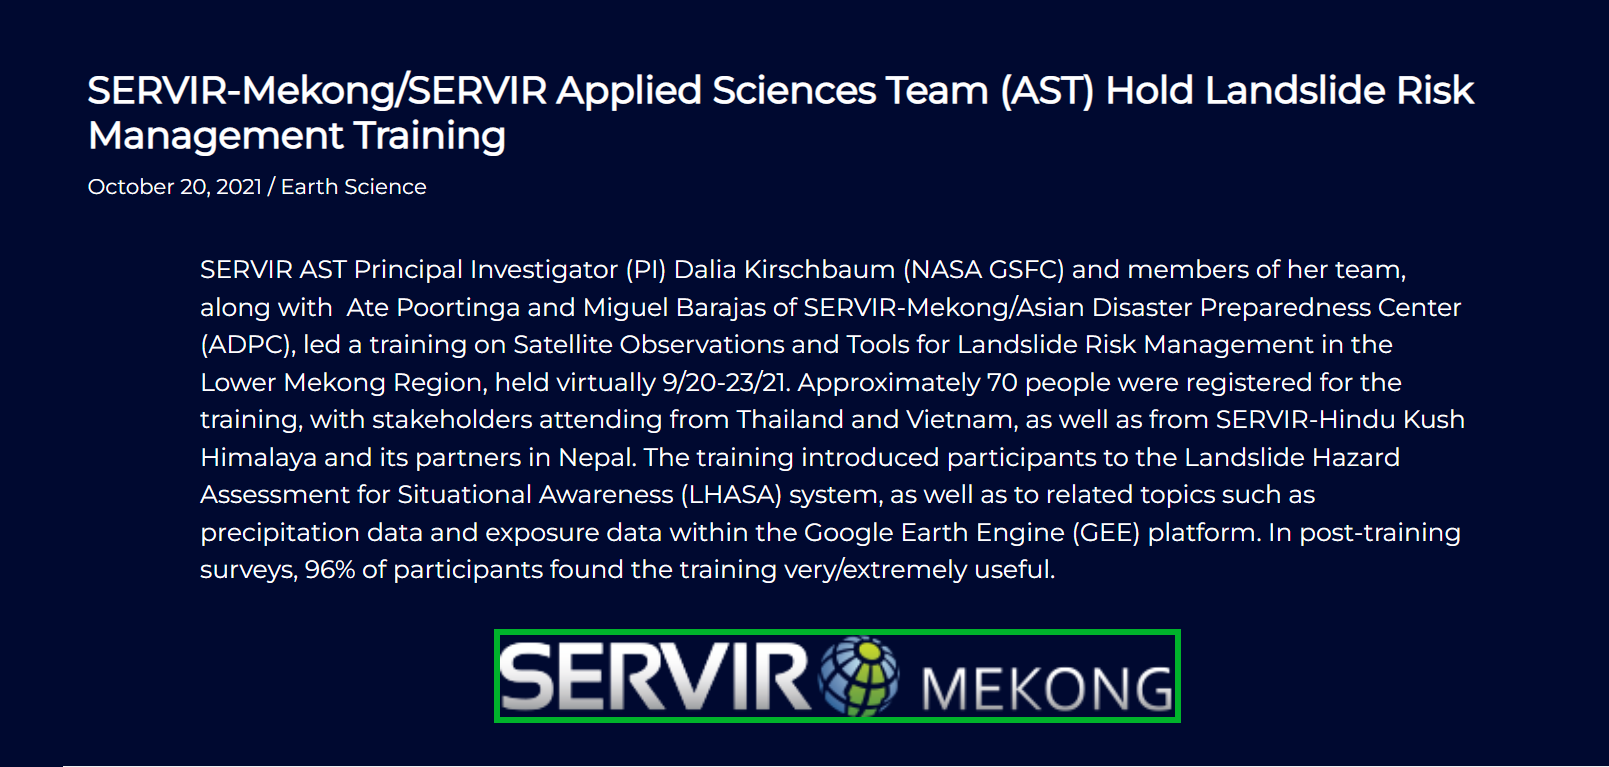 SERVIR-Mekong/SERVIR Applied Sciences Team (AST) Hold Landslide Risk
Management Training
October 20, 2021 / Earth Science
SERVIR AST Principal Investigator (PI) Dalia Kirschbaum (NASA GSFC) and members of her team,
along with  Ate Poortinga and Miguel Barajas of SERVIR-Mekong/Asian Disaster Preparedness Center
(ADPC), led a training on Satellite Observations and Tools for Landslide Risk Management in the
Lower Mekong Region, held virtually 9/20-23/21. Approximately 70 people were registered for the
training, with stakeholders attending from Thailand and Vietnam, as well as from SERVIR-Hindu Kush
Himalaya and its partners in Nepal. The training introduced participants to the Landslide Hazard
Assessment for Situational Awareness (LHASA) system, as well as to related topics such as
precipitation data and exposure data within the Google Earth Engine (GEE) platform. In post-training
surveys, 96% of participants found the training very/extremely useful.
SERVIR MEKONG